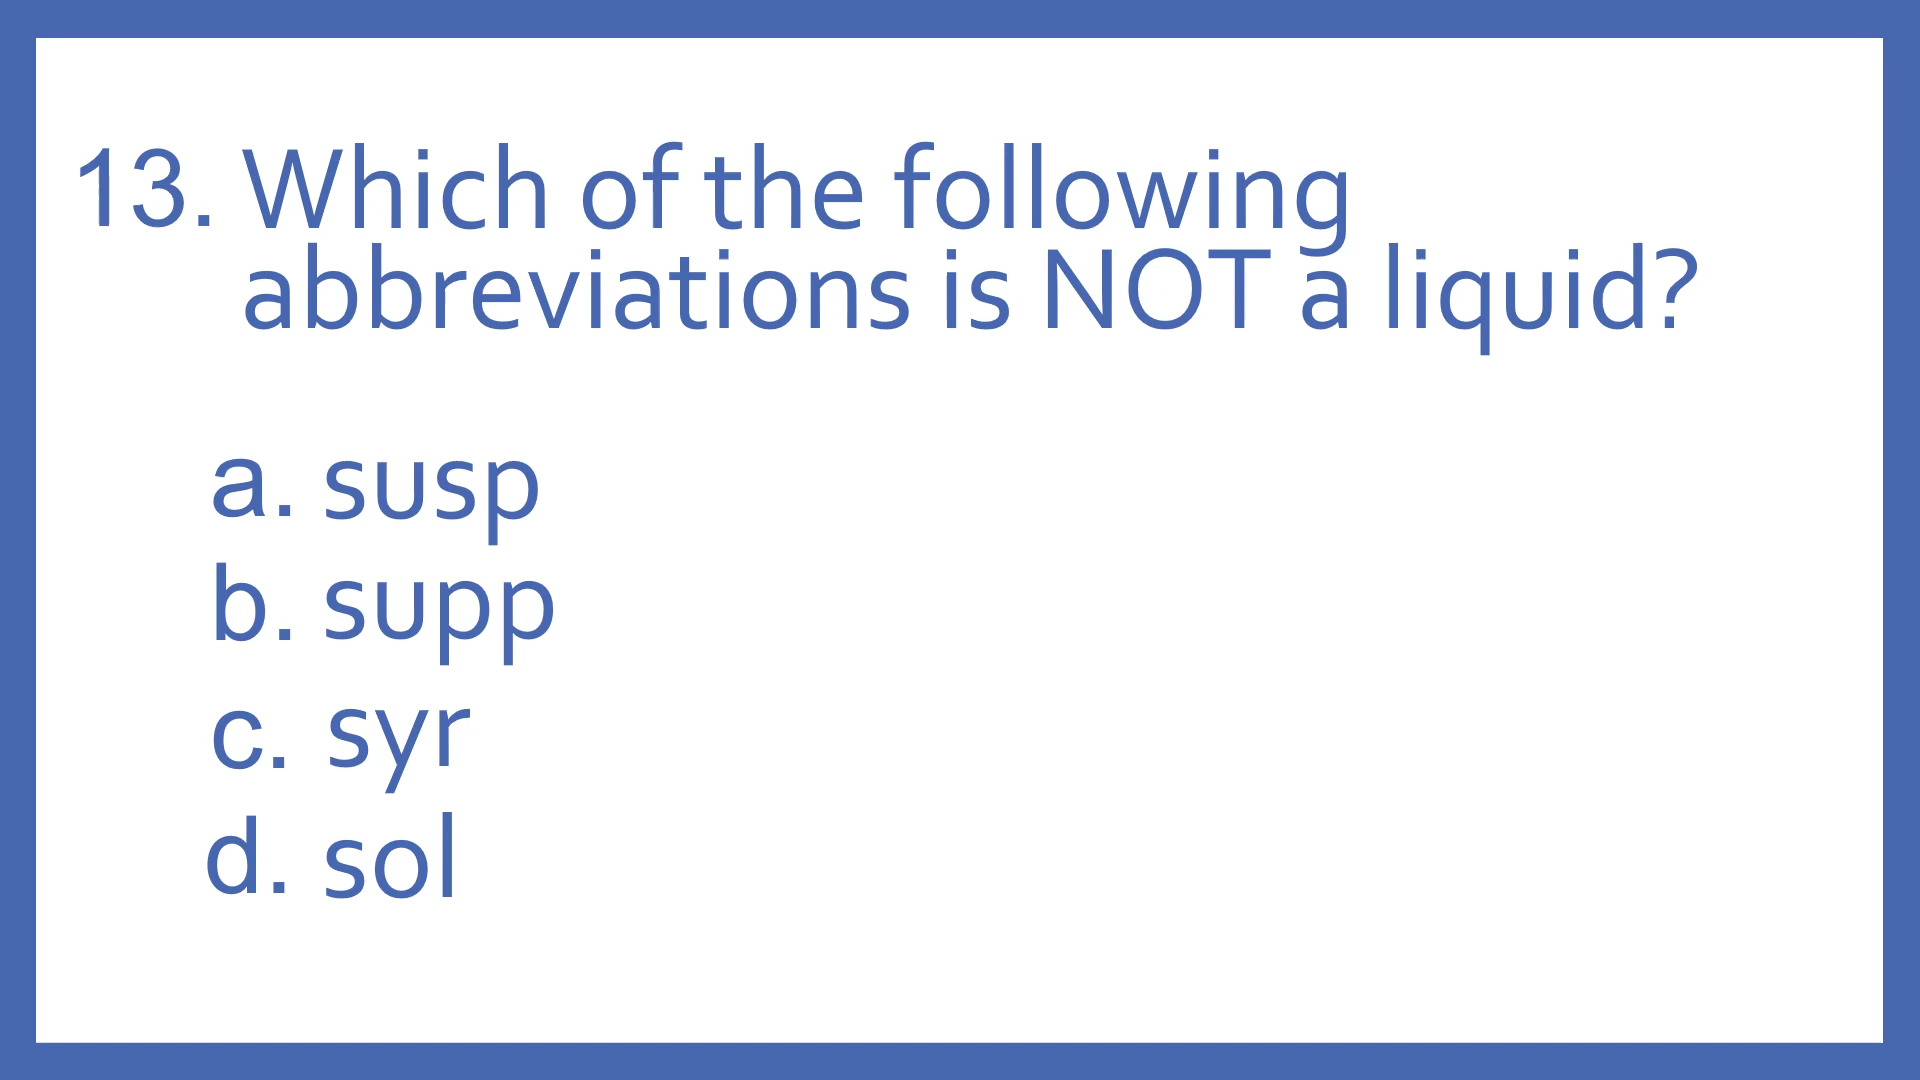 13. Which of the following
abbreviations is NOT a liquid?
a. susp
b. supp
c. syr
d. sol